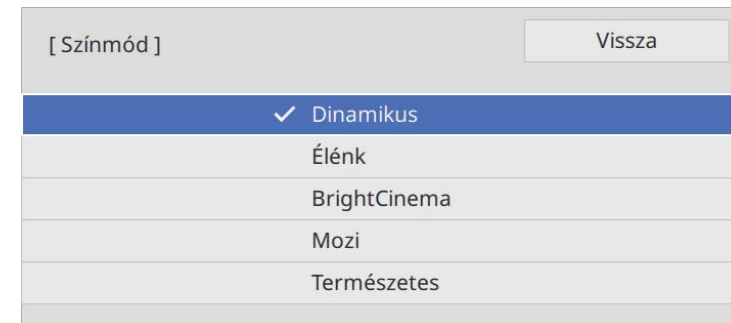 [ Színmód ]
Vissza
Dinamikus
Élénk
BrightCinema
Mozi
Természetes